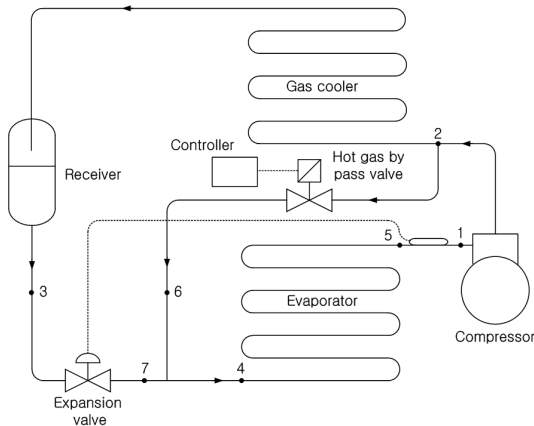 Gas cooler
2
Controller
Hot gas by
pass valve
Receiver
5
1
3
6
Evaporator
Compressor
7
4
Expansion
valve